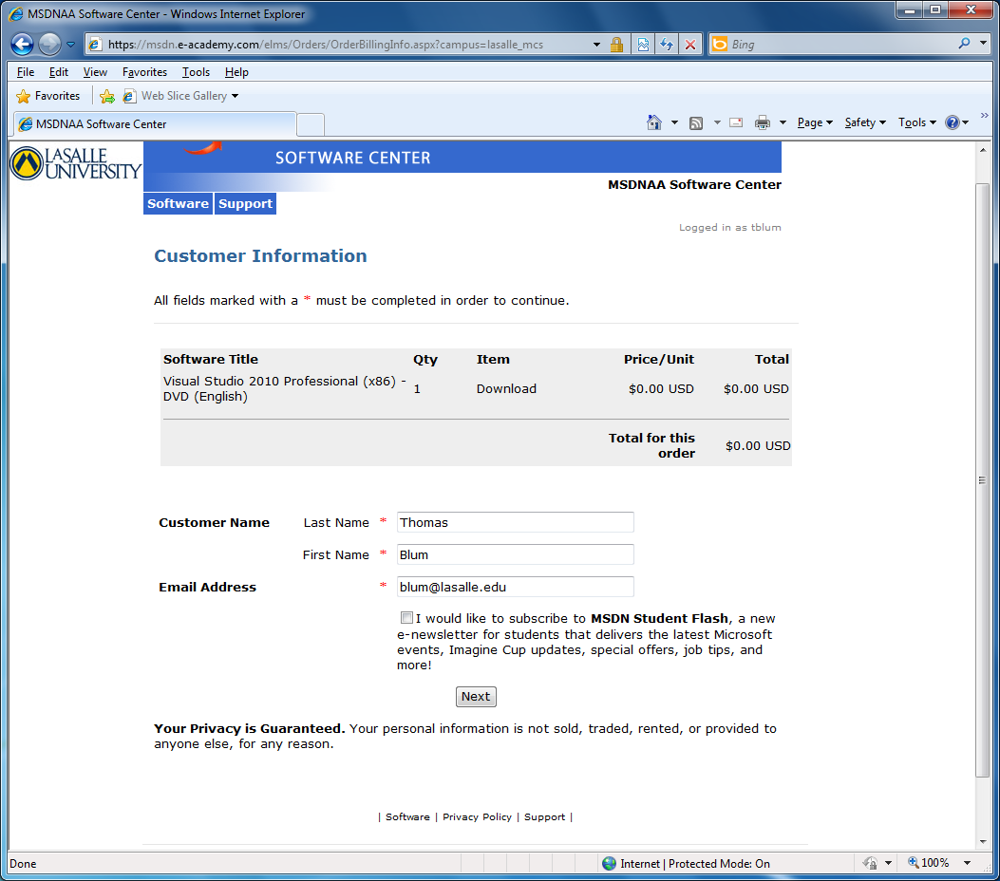 MSDNAA Software Center - Windows Internet Explorer
https://msdn.e-academy.com/elms/Orders/OrderBillingInfo.aspx?campus=lasalle_mcs
Bing
File Edit View Favorites Tools Help
Favorites Web Slice Gallery
MSDNAA Software Center Page Safety Tools
LASALLE UNIVERSITY
SOFTWARE CENTER
MSDNAA Software Center
Software Support
Logged in as tblum
Customer Information
All fields marked with a * must be completed in order to continue.
Software Title Qty Item Price/Unit Total
Visual Studio 2010 Professional (x86) -
DVD (English) 1 Download $0.00 USD $0.00 USD
Total for this
order $0.00 USD
Customer Name Last Name * Thomas
First Name * Blum
Email Address * blum@lasalle.edu
I would like to subscribe to MSDN Student Flash, a new
e-newsletter for students that delivers the latest Microsoft
events, Imagine Cup updates, special offers, job tips, and
more!
Next
Your Privacy is Guaranteed. Your personal information is not sold, traded, rented, or provided to
anyone else, for any reason.
| Software | Privacy Policy | Support |
Done Internet | Protected Mode: On 100%